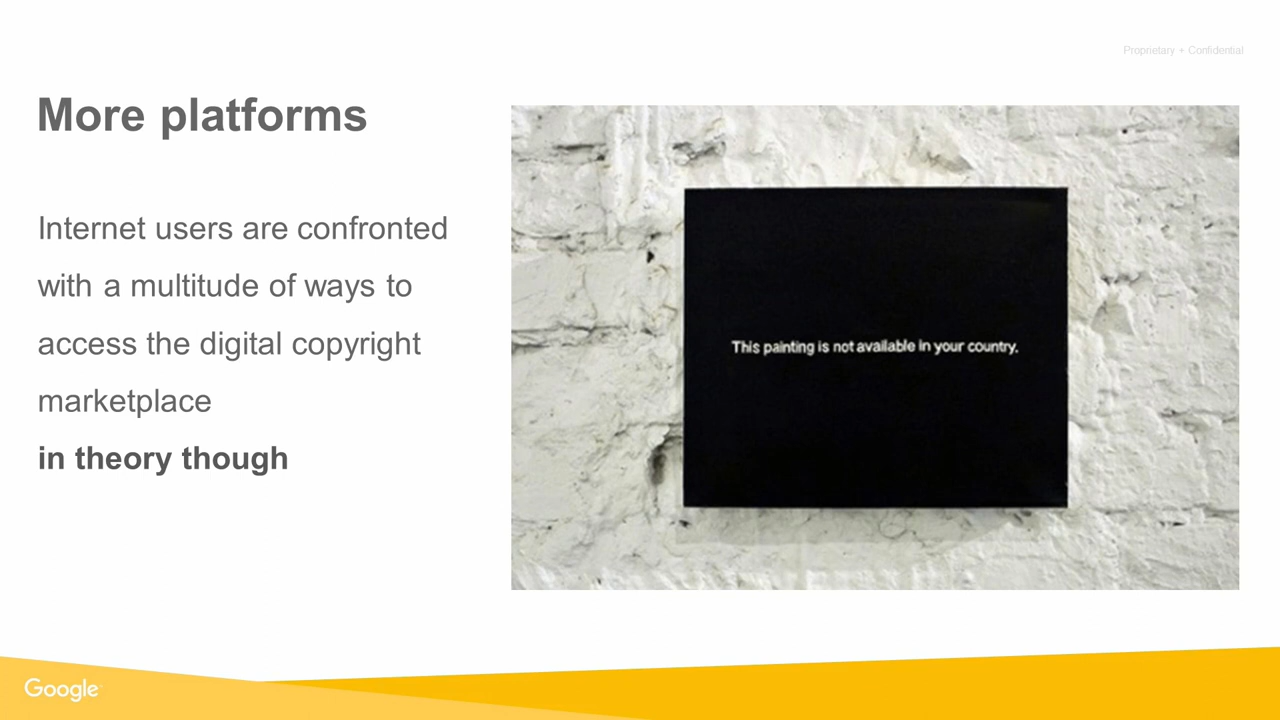 Proprietary + Confidential
More platforms
Internet users are confronted
with a multitude of ways to
access the digital copyright
marketplace
in theory though
This painting is not available in your country.
Google